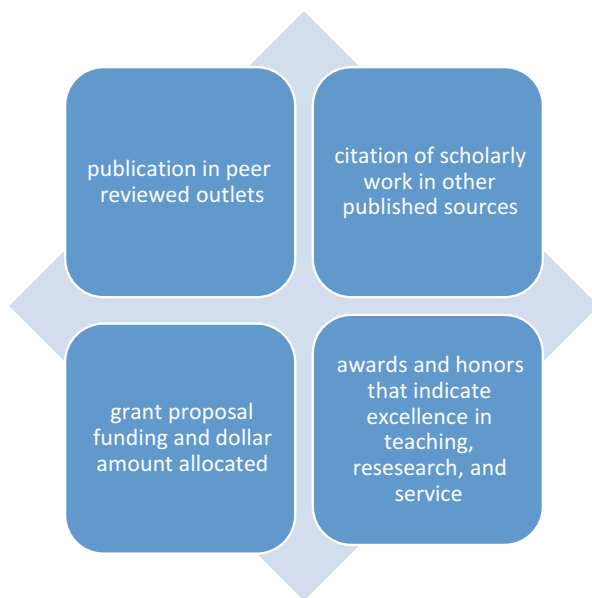 publication in peer
reviewed outlets
citation of scholarly
work in other
published sources
grant proposal
funding and dollar
amount allocated
awards and honors
that indicate
excellence in
teaching,
resesearch, and
service